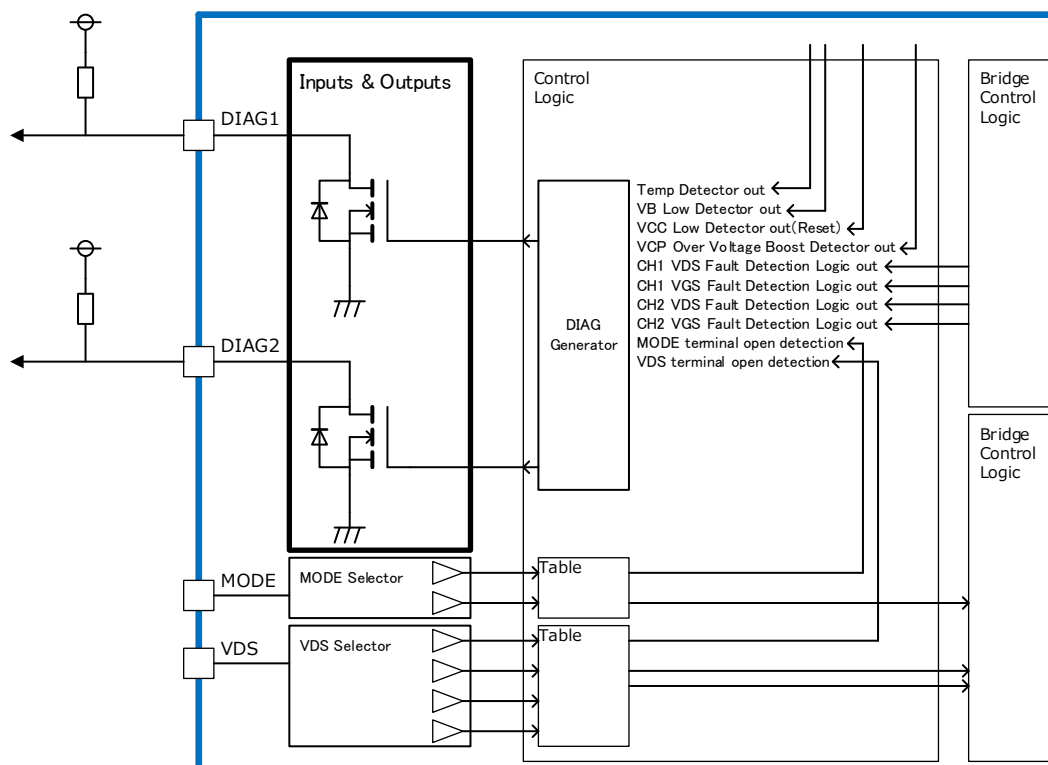 Inputs & Outputs
Control
Logic
Bridge
Control
Logic
DIAG1
Temp Detector out
VB Low Detector out
VCC Low Detector out(Reset)
VCP Over Voltage Boost Detector out
CH1 VDS Fault Detection Logic out
CH1 VGS Fault Detection Logic out
CH2 VDS Fault Detection Logic out
CH2 VGS Fault Detection Logic out
MODE terminal open detection
VDS terminal open detection
DIAG
Generator
DIAG2
Bridge
Control
Logic
MODE
MODE Selector
Table
VDS
VDS Selector
Table